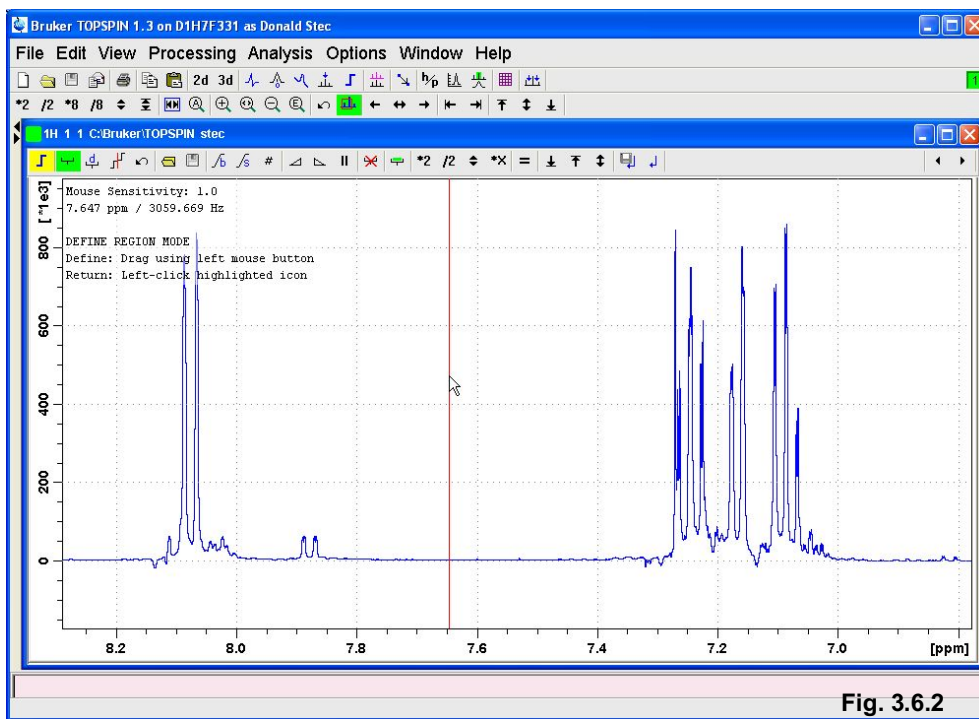 Bruker TOPSPIN 1.3 on D1H7F331 as Donald Stec
File Edit View Processing Analysis Options Window Help
2d 3d
1
*2 /2 *8 /8
1H 1 1 C:\Bruker\TOPSPIN stec
*2 /2 *X =
Mouse Sensitivity: 1.0
7.647 ppm / 3059.669 Hz
DEFINE REGION MODE
Define: Drag using left mouse button
Return: Left-click highlighted icon
[*1e3]
800
600
400
200
0
8.2 8.0 7.8 7.6 7.4 7.2 7.0 [ppm]
Fig. 3.6.2